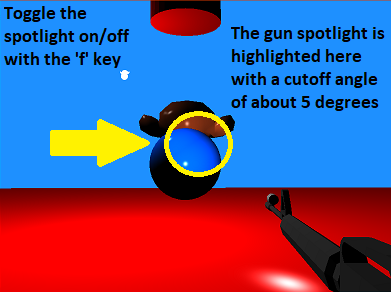 Toggle the
spotlight on/off
with the 'f' key
The gun spotlight is
highlighted here
with a cutoff angle
of about 5 degrees